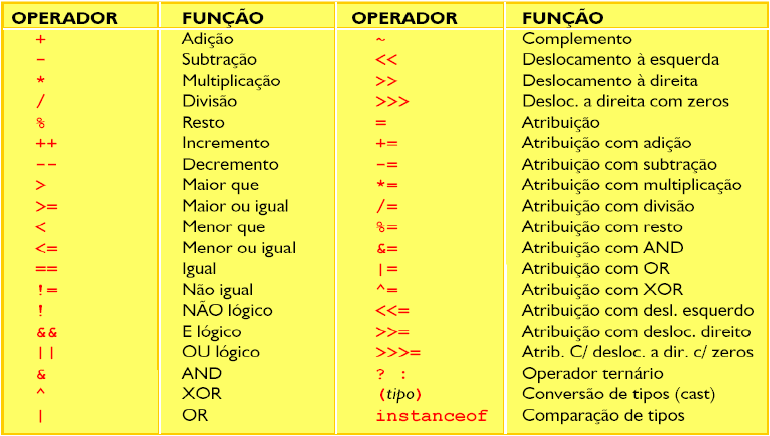 OPERADOR FUNÇÃO OPERADOR FUNÇÃO
+ Adição ~ Complemento
- Subtração << Deslocamento à esquerda
* Multiplicação >> Deslocamento à direita
/ Divisão >>> Desloc. a direita com zeros
% Resto = Atribuição
++ Incremento += Atribuição com adição
-- Decremento -= Atribuição com subtração
> Maior que *= Atribuição com multiplicação
>= Maior ou igual /= Atribuição com divisão
< Menor que %= Atribuição com resto
<= Menor ou igual &= Atribuição com AND
== Igual |= Atribuição com OR
!= Não igual ^= Atribuição com XOR
! NÃO lógico <<= Atribuição com desl. esquerdo
&& E lógico >>= Atribuição com desloc. direito
|| OU lógico >>>= Atrib. C/ desloc. a dir. c/ zeros
& AND ? : Operador ternário
^ XOR (tipo) Conversão de tipos (cast)
| OR instanceof Comparação de tipos